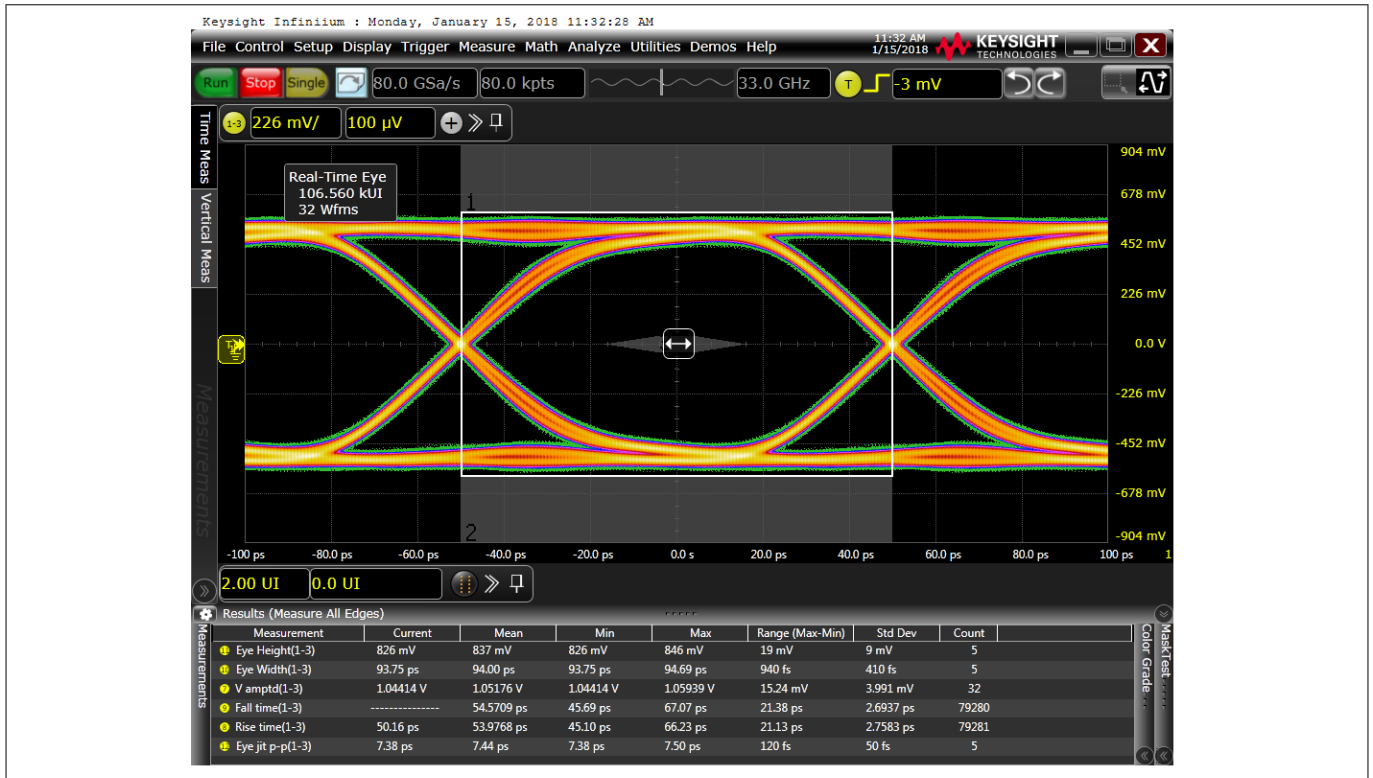 Keysight Infiniium : Monday, January 15, 2018 11:32:28 AM
File Control Setup Display Trigger Measure Math Analyze Utilities Demos Help
11:32 AM
1/15/2018
KEYSIGHT
TECHNOLOGIES
Run Stop Single 80.0 GSa/s 80.0 kpts 33.0 GHz T -3 mV
Time Meas
Vertical Meas
Measurements
1-3 226 mV/ 100 µV
Real-Time Eye
106.560 kUI
32 Wfms
1
2
904 mV
678 mV
452 mV
226 mV
0.0 V
-226 mV
-452 mV
-678 mV
-904 mV
-100 ps -80.0 ps -60.0 ps -40.0 ps -20.0 ps 0.0 s 20.0 ps 40.0 ps 60.0 ps 80.0 ps 100 ps 1
2.00 UI 0.0 UI
Results (Measure All Edges)
Measurements
Measurement Current Mean Min Max Range (Max-Min) Std Dev Count
Eye Height(1-3) 826 mV 837 mV 826 mV 846 mV 19 mV 9 mV 5
Eye Width(1-3) 93.75 ps 94.00 ps 93.75 ps 94.69 ps 940 fs 410 fs 5
V amptd(1-3) 1.04414 V 1.05176 V 1.04414 V 1.05939 V 15.24 mV 3.991 mV 32
Fall time(1-3) --------------- 54.5709 ps 45.69 ps 67.07 ps 21.38 ps 2.6937 ps 79280
Rise time(1-3) 50.16 ps 53.9768 ps 45.10 ps 66.23 ps 21.13 ps 2.7583 ps 79281
Eye jit p-p(1-3) 7.38 ps 7.44 ps 7.38 ps 7.50 ps 120 fs 50 fs 5
Color Grade . . .
MaskTest . . . .